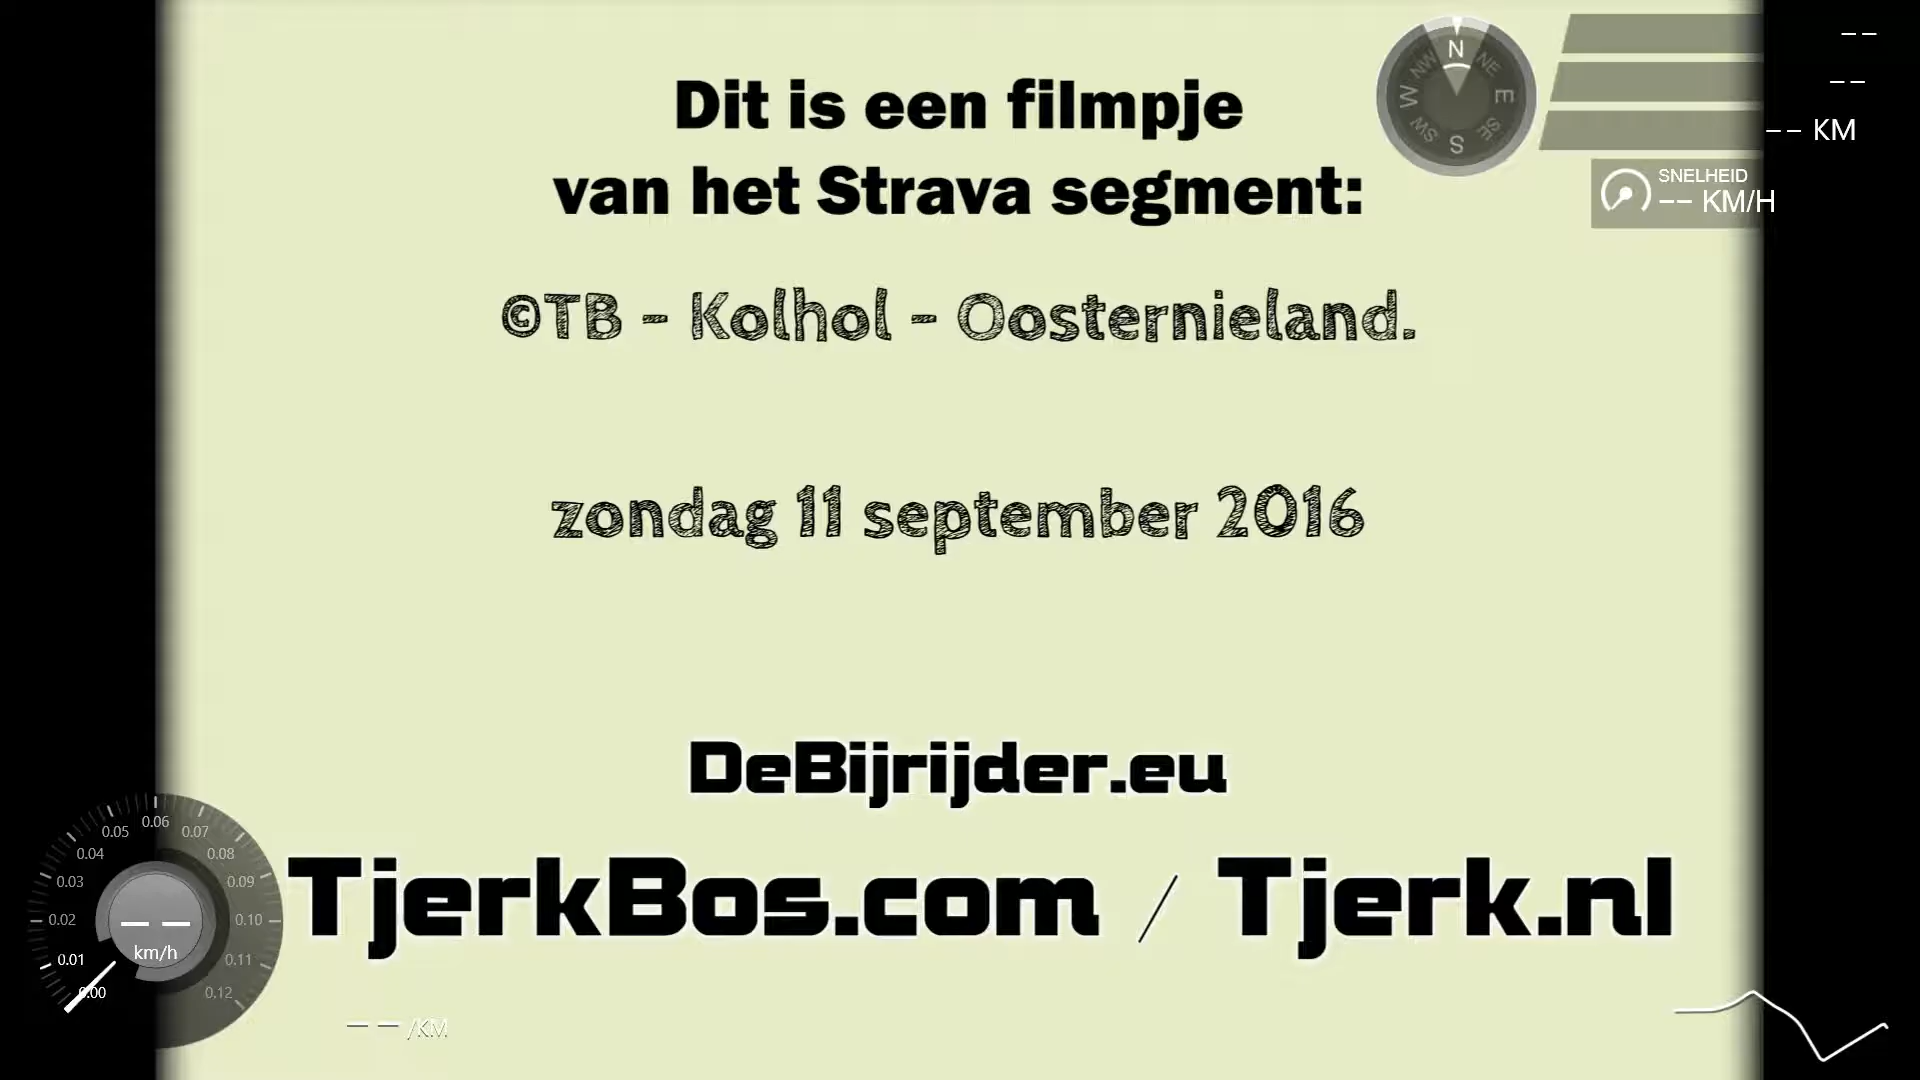 Dit is een filmpje
van het Strava segment:
©TB - Kolhol - Oosternieland.
zondag 11 september 2016
DeBijrijder.eu
TjerkBos.com / Tjerk.nl
N
NE
E
SE
S
SW
W
NW
--
--
-- KM
SNELHEID
-- KM/H
0.00
0.01
0.02
0.03
0.04
0.05
0.06
0.07
0.08
0.09
0.10
0.11
0.12
-- 
km/h
-- /KM